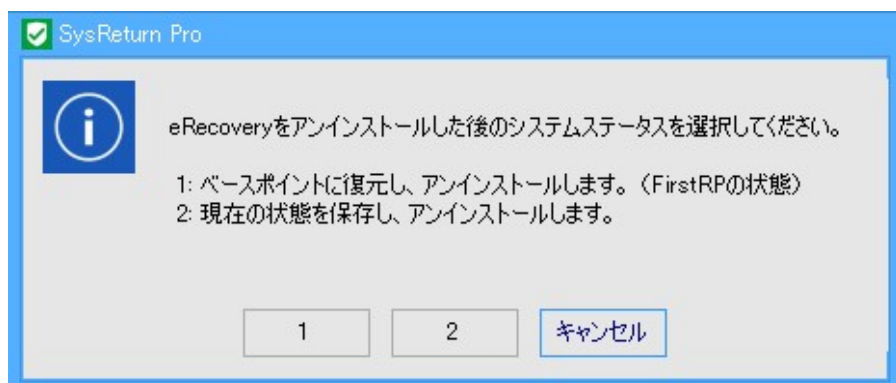 SysReturn Pro
eRecoveryをアンインストールした後のシステムステータスを選択してください。
1: ベースポイントに復元し、アンインストールします。（FirstRPの状態）
2: 現在の状態を保存し、アンインストールします。
1
2
キャンセル